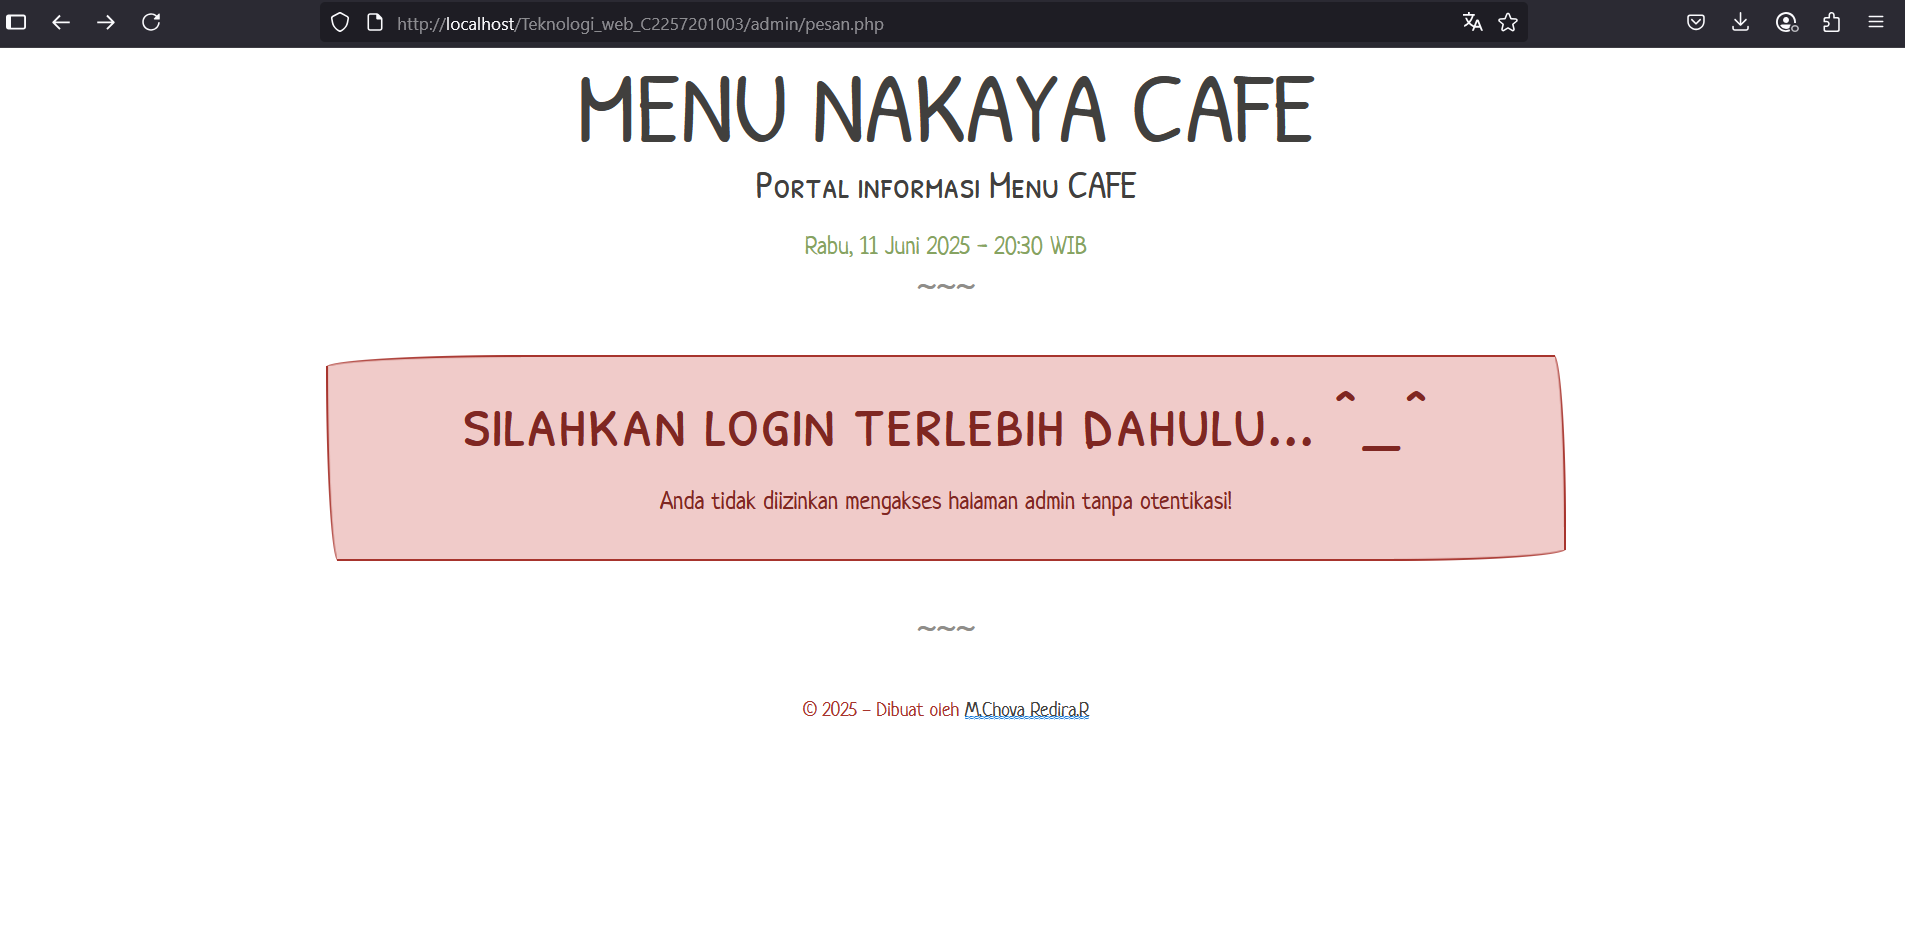 http://localhost/Teknologi_web_C2257201003/admin/pesan.php
MENU NAKAYA CAFE
Portal informasi Menu CAFE
Rabu, 11 Juni 2025 - 20:30 WIB
~~~
SILAHKAN LOGIN TERLEBIH DAHULU... ^_^
Anda tidak diizinkan mengakses halaman admin tanpa otentikasi!
~~~
© 2025 - Dibuat oleh M.Chova Redira.R